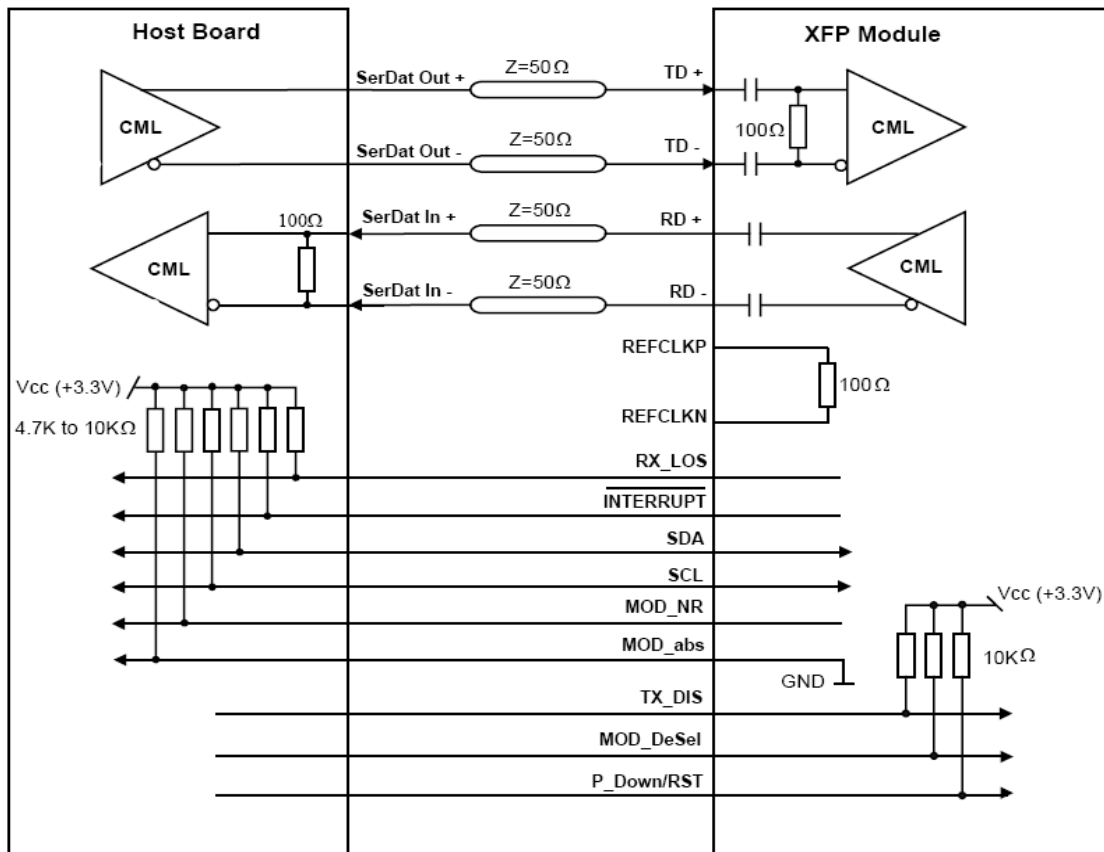 Host Board
XFP Module
SerDat Out +
Z=50Ω
TD +
CML
100Ω
CML
SerDat Out -
Z=50Ω
TD -
100Ω
SerDat In +
Z=50Ω
RD +
CML
CML
SerDat In -
Z=50Ω
RD -
REFCLKP
100Ω
REFCLKN
Vcc (+3.3V)
4.7K to 10KΩ
RX_LOS
INTERRUPT
SDA
SCL
MOD_NR
Vcc (+3.3V)
MOD_abs
10KΩ
GND
TX_DIS
MOD_DeSel
P_Down/RST